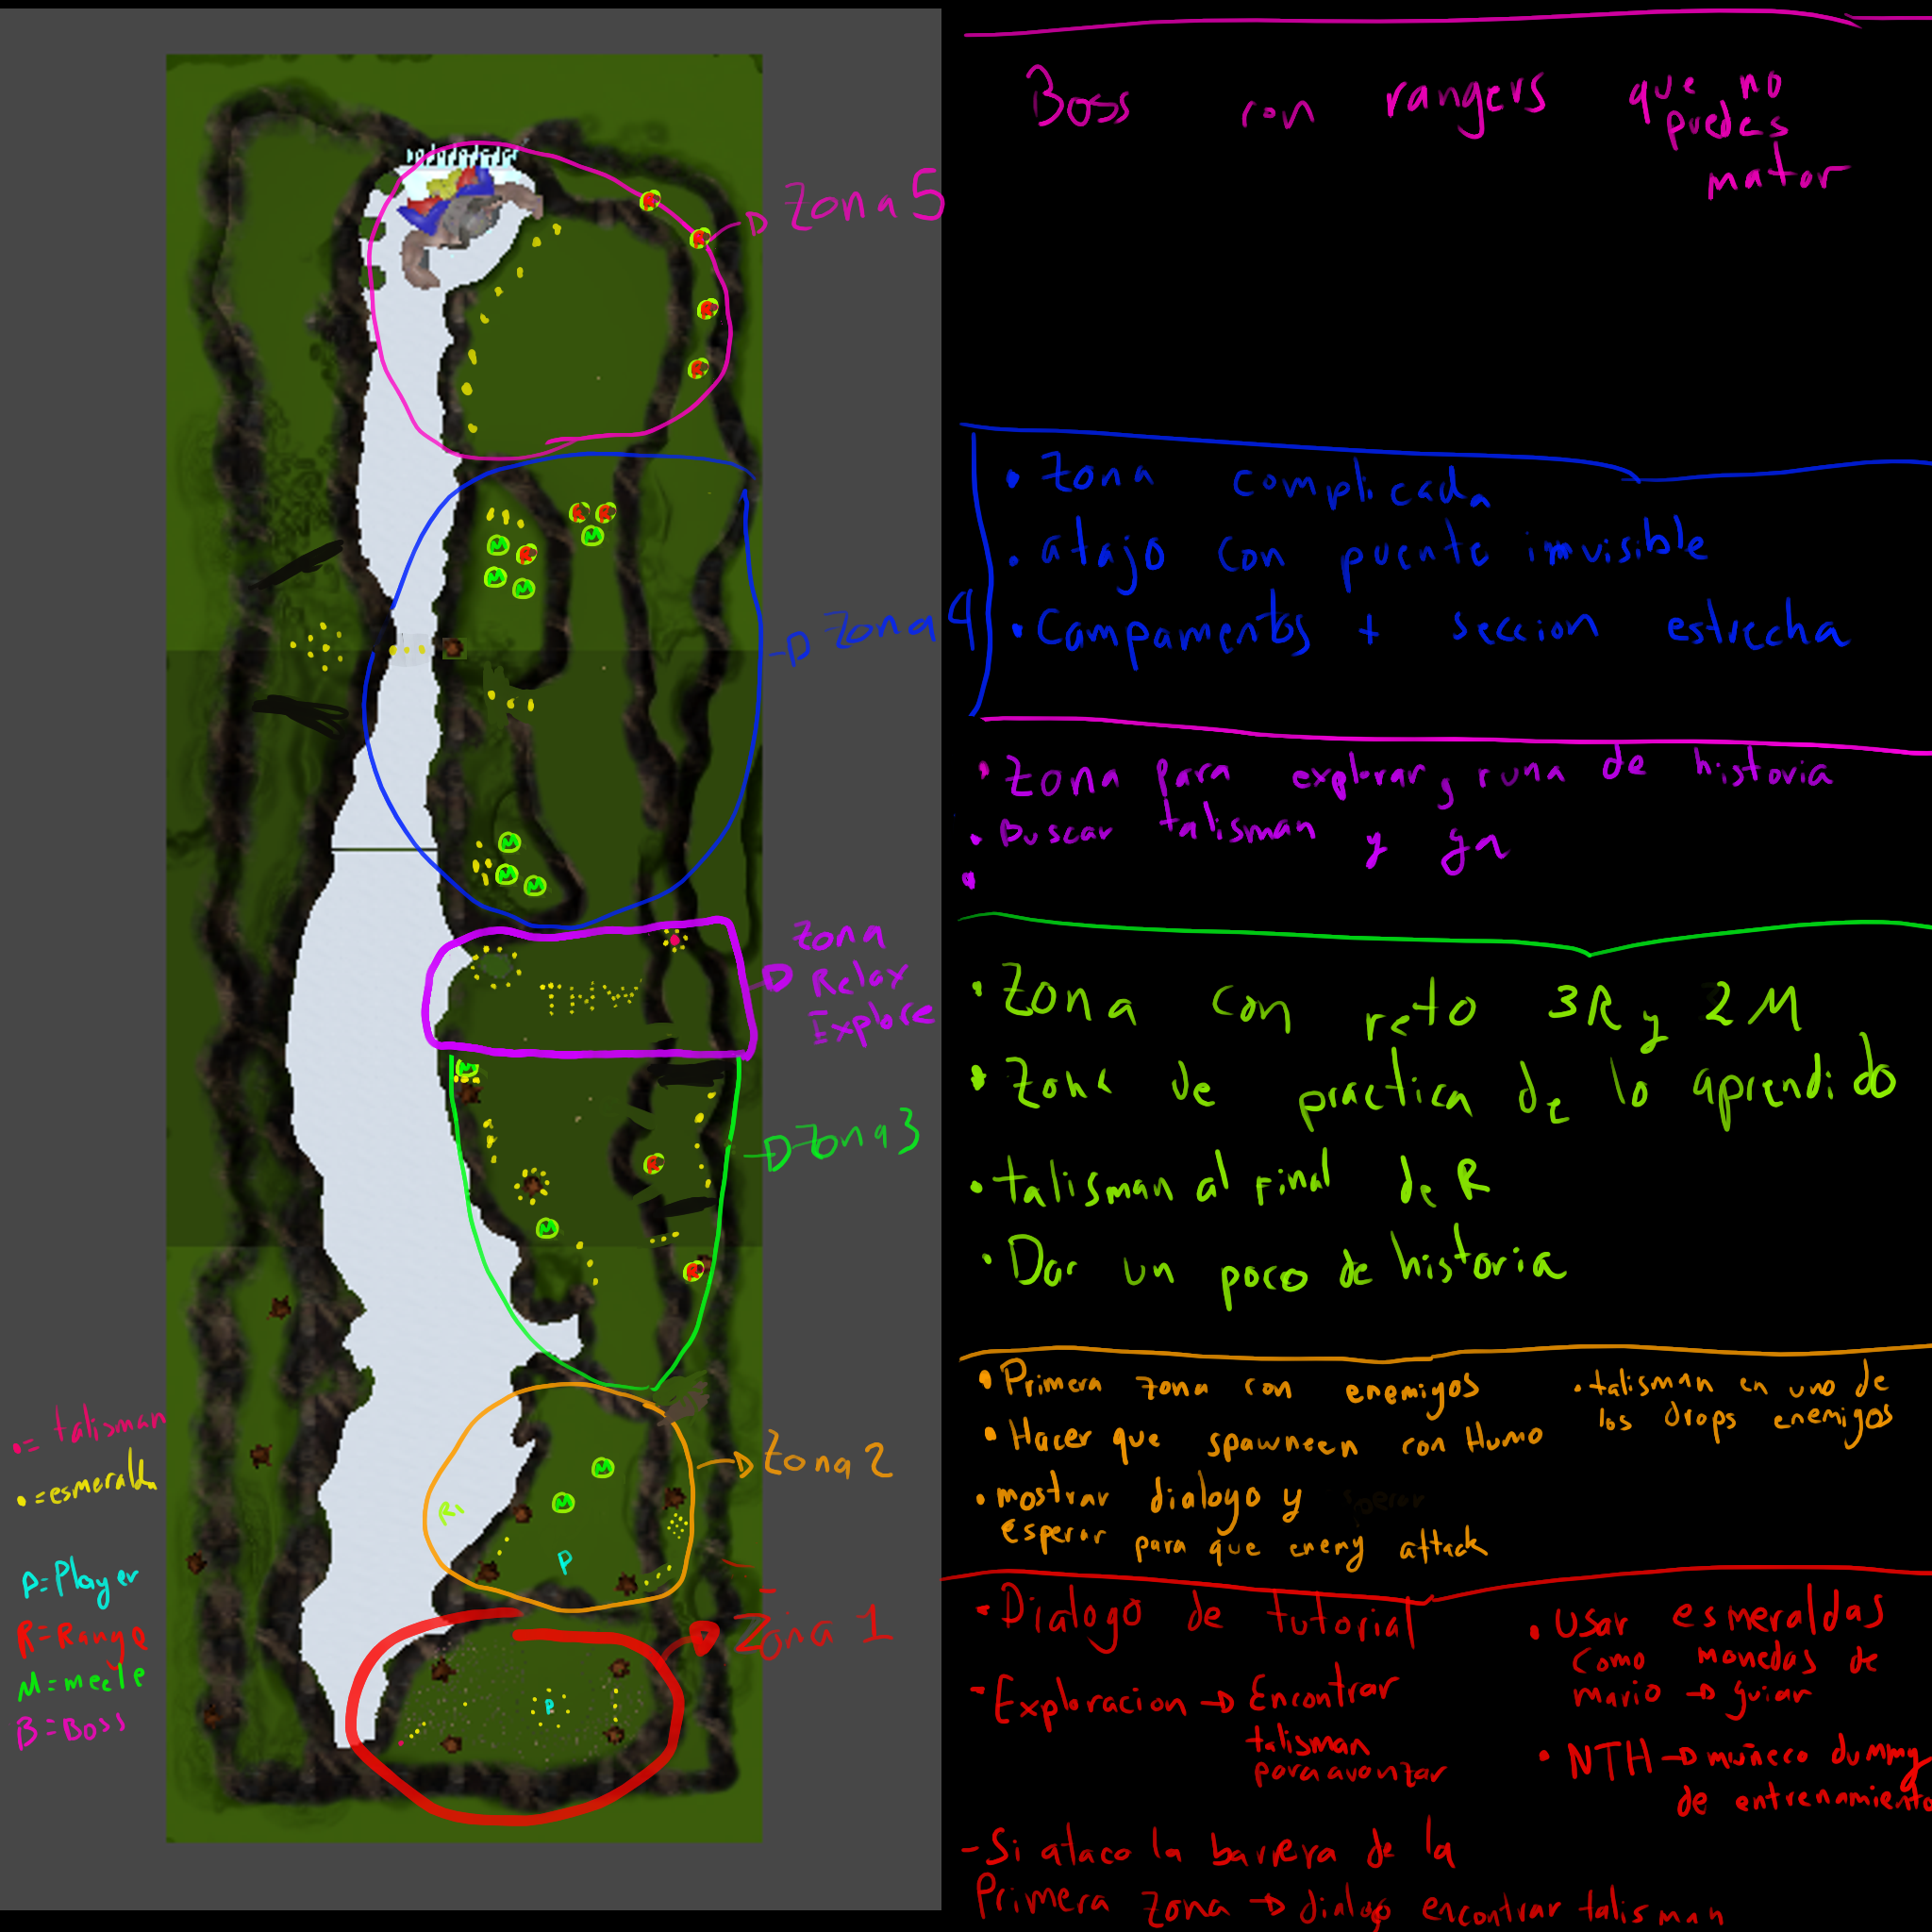 Boss con rangers que no
puedes
matar
Zona 5
• Zona complicada
• atajo con puente imvisible
• Campamentos + seccion estrecha
Zona 4
• Zona para explorar, runa de historia
• Buscar talisman y ya
Zona
Relax
Explore
THW
• Zona con reto 3R y 2M
• Zona de practica de lo aprendido
• talisman al final de R
• Dar un poco de historia
Zona 3
• Primera zona con enemigos
• Hacer que spawneen con Humo
• mostrar dialogo y
esperar para que enemy attack
• talisman en uno de
los drops enemigos
Zona 2
- Dialogo de tutorial
- Exploracion → Encontrar
talisman
para avanzar
• Usar esmeraldas
como monedas de
mario → guiar
• NTH → muñeco dummy
de entrenamiento
- Si ataco la barrera de la
Primera zona → dialogo encontrar talisman
Zona 1
• = talisman
• = esmeralda
P = Player
R = Range
M = meele
B = Boss
R
R
R
R
R
R
M
M
R
M
M
M
M
M
M
R
M
R
M
M
R
P
P